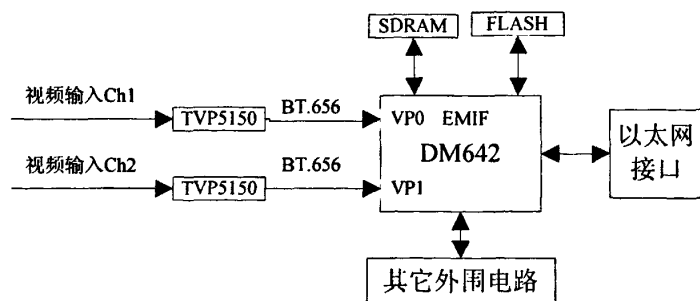 SDRAM
FLASH
视频输入Ch1
TVP5150
BT.656
VP0 EMIF
DM642
以太网
接口
视频输入Ch2
TVP5150
BT.656
VP1
其它外围电路